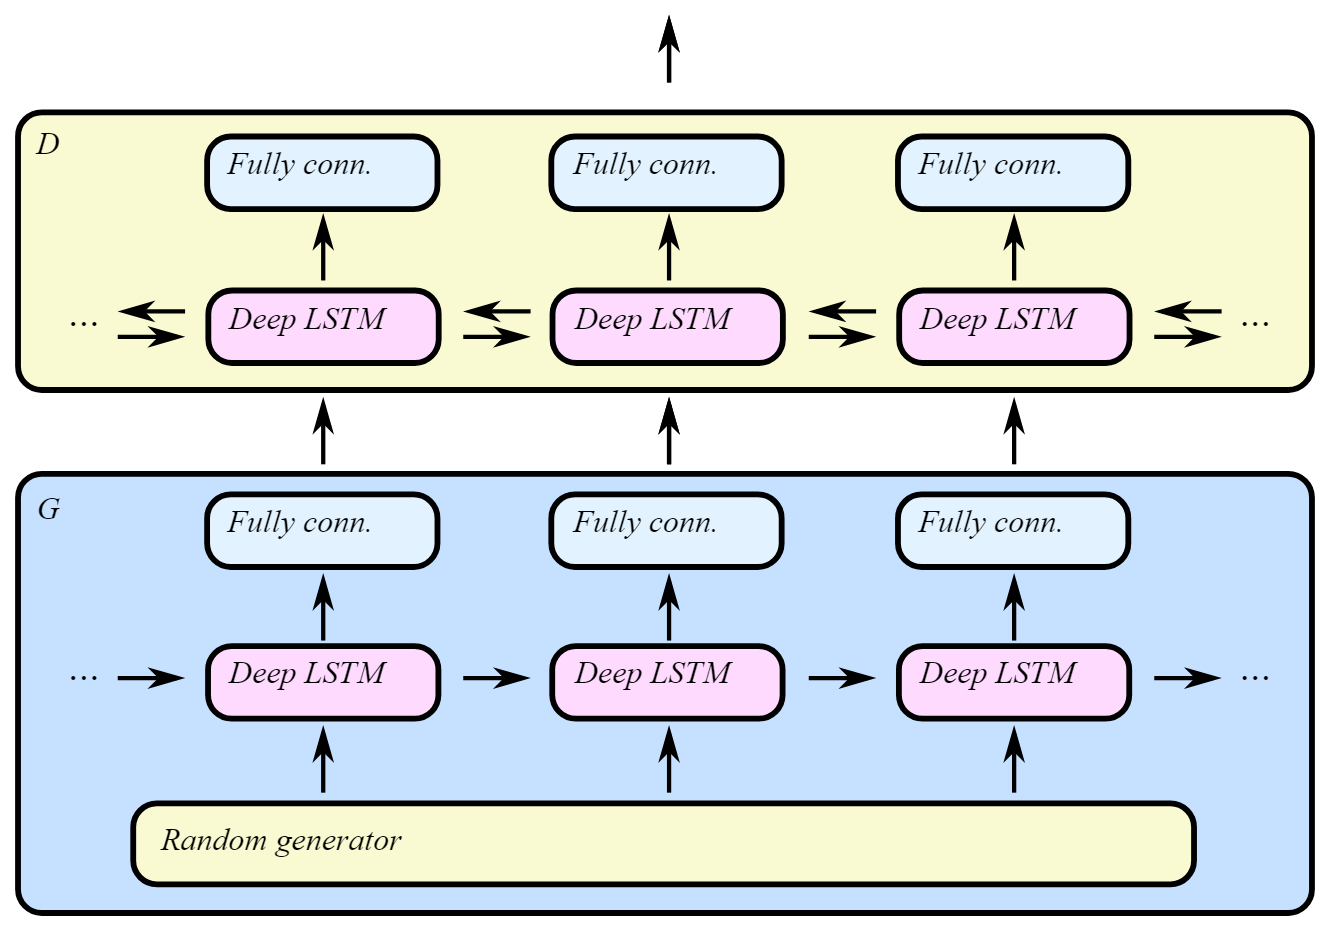 D
Fully conn. Fully conn. Fully conn.
... Deep LSTM Deep LSTM Deep LSTM ...
G
Fully conn. Fully conn. Fully conn.
... Deep LSTM Deep LSTM Deep LSTM ...
Random generator